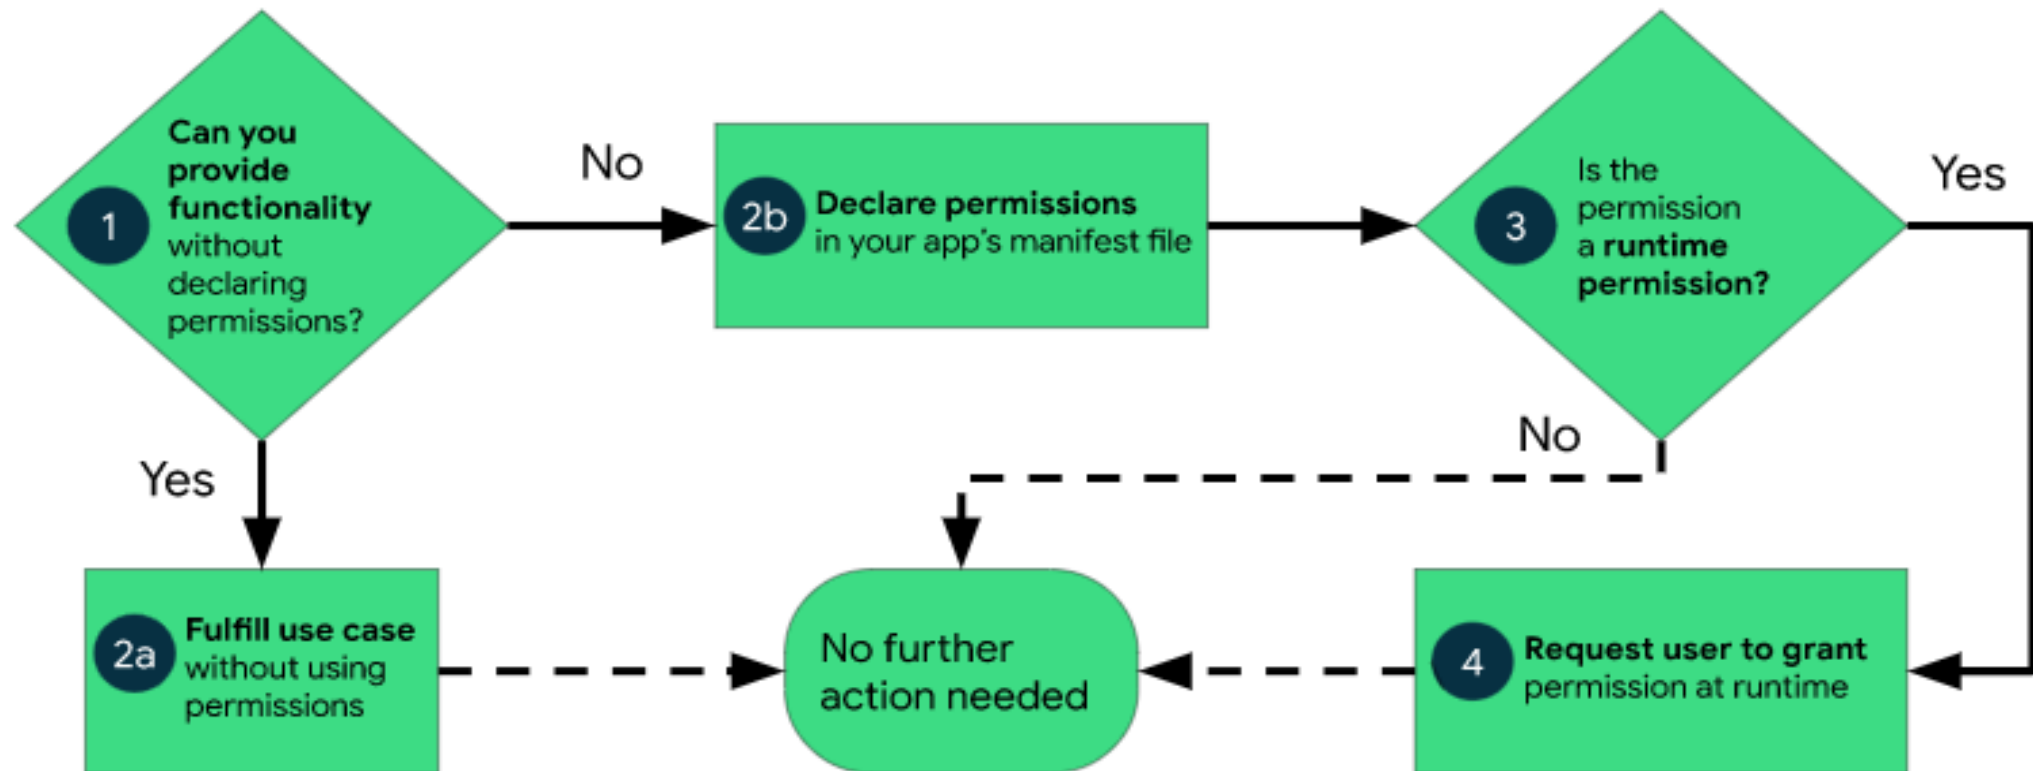 1
Can you
provide
functionality
without
declaring
permissions?
No
2b
Declare permissions
in your app's manifest file
3
Is the
permission
a runtime
permission?
Yes
No
Yes
2a
Fulfill use case
without using
permissions
No further
action needed
4
Request user to grant
permission at runtime